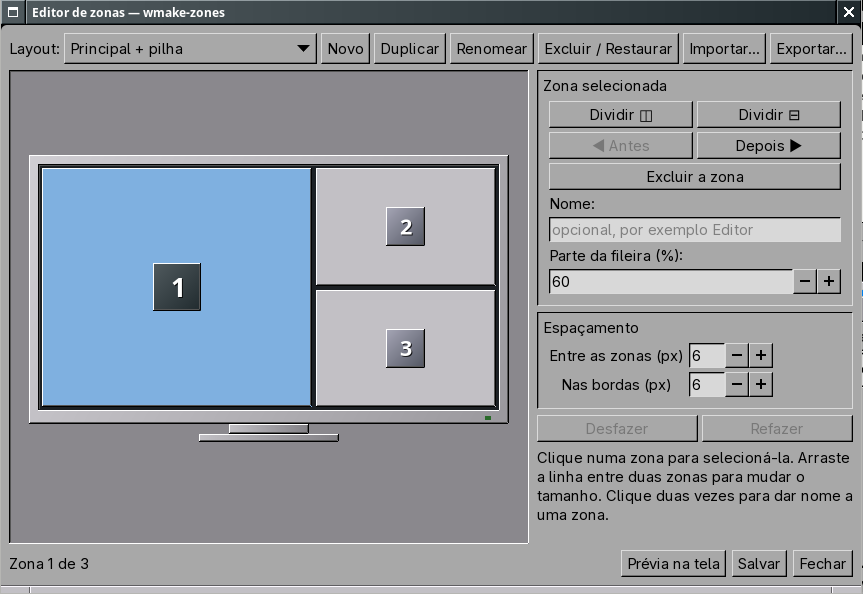 Editor de zonas — wmake-zones
Layout: Principal + pilha Novo Duplicar Renomear Excluir / Restaurar Importar... Exportar...
Zona selecionada
Dividir Dividir
Antes Depois
Excluir a zona
Nome:
opcional, por exemplo Editor
Parte da fileira (%):
60
1
2
3
Espaçamento
Entre as zonas (px) 6
Nas bordas (px) 6
Desfazer Refazer
Clique numa zona para selecioná-la. Arraste
a linha entre duas zonas para mudar o
tamanho. Clique duas vezes para dar nome a
uma zona.
Zona 1 de 3
Prévia na tela Salvar Fechar